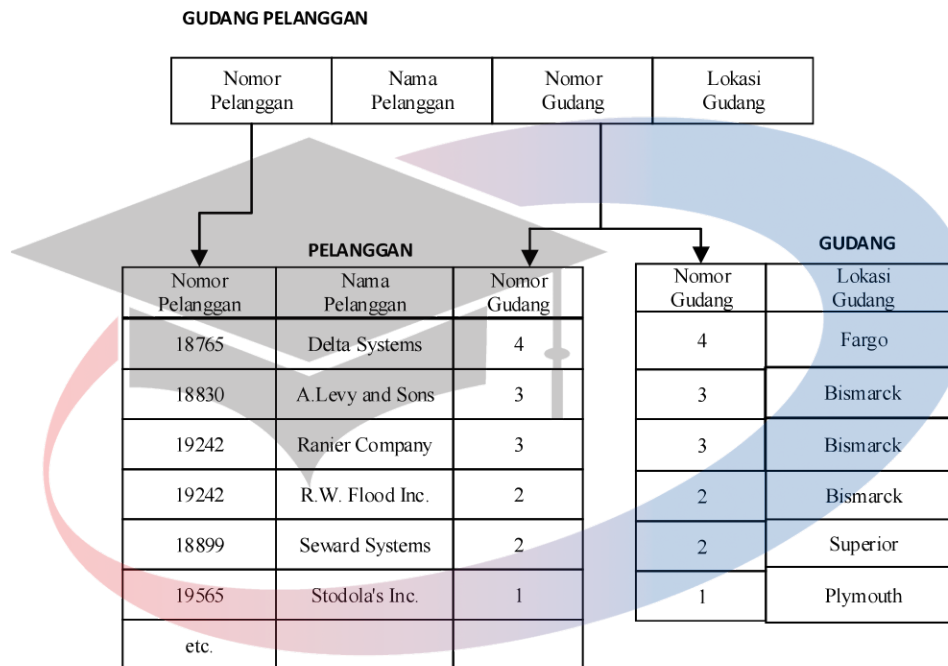 GUDANG PELANGGAN
Nomor Pelanggan
Nama Pelanggan
Nomor Gudang
Lokasi Gudang
PELANGGAN
Nomor Pelanggan
Nama Pelanggan
Nomor Gudang
18765 Delta Systems 4
18830 A.Levy and Sons 3
19242 Ranier Company 3
19242 R.W. Flood Inc. 2
18899 Seward Systems 2
19565 Stodola's Inc. 1
etc.
GUDANG
Nomor Gudang
Lokasi Gudang
4 Fargo
3 Bismarck
3 Bismarck
2 Bismarck
2 Superior
1 Plymouth